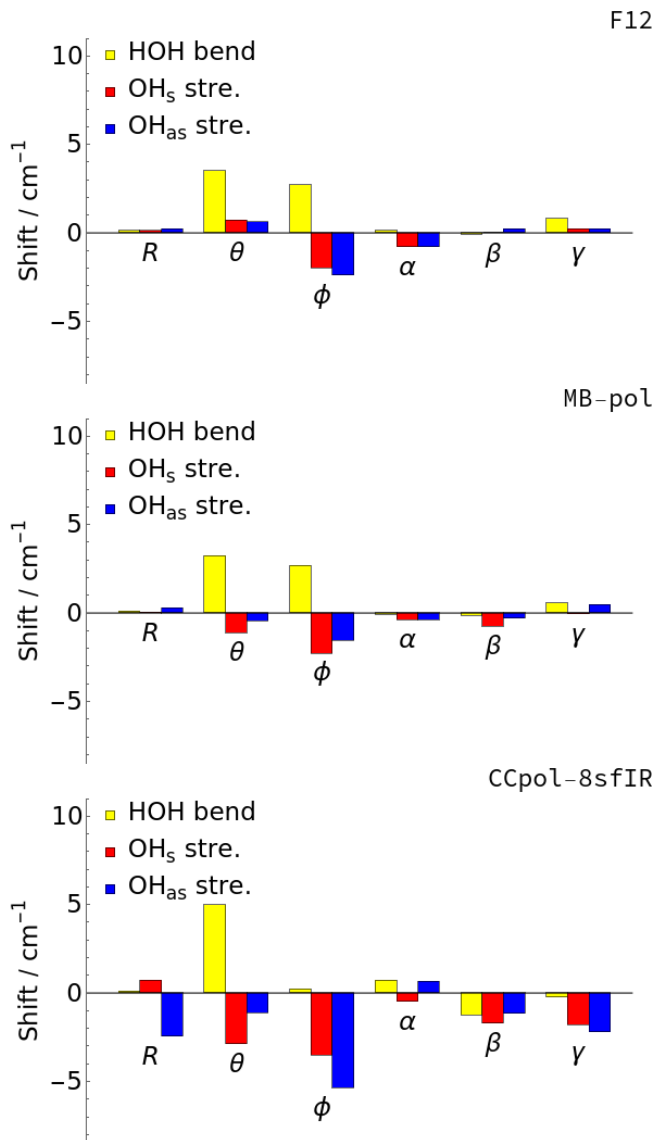 F12
10
HOH bend
OHs stre.
OHas stre.
5
Shift / cm⁻¹
0
R
θ
ϕ
α
β
γ
−5
MB−pol
10
HOH bend
OHs stre.
OHas stre.
5
Shift / cm⁻¹
0
R
θ
ϕ
α
β
γ
−5
CCpol−8sfIR
10
HOH bend
OHs stre.
OHas stre.
5
Shift / cm⁻¹
0
R
θ
ϕ
α
β
γ
−5